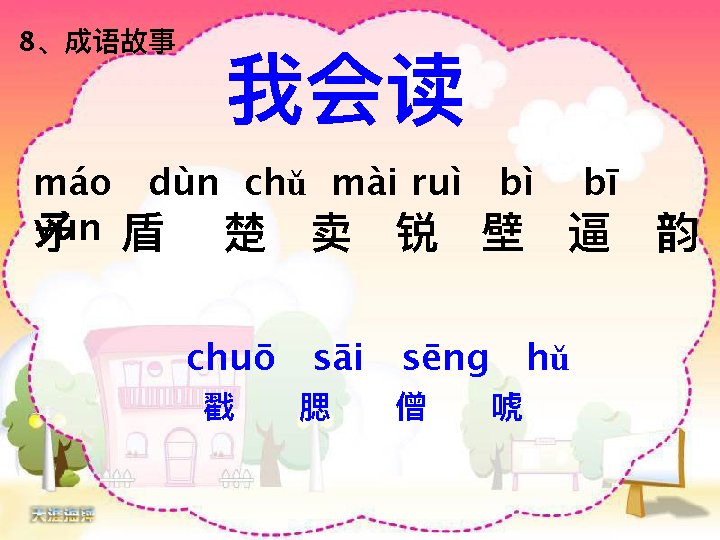 8、成语故事
我会读
máo dùn chǔ mài ruì bì bī
yùn
矛 盾 楚 卖 锐 壁 逼 韵
chuō sāi sēng hǔ
戳 腮 僧 唬
天涯海捍